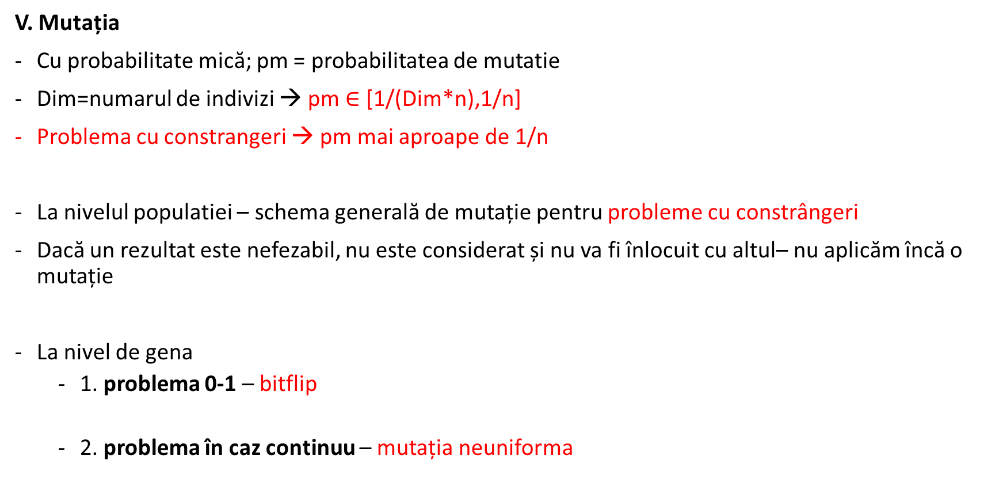 V. Mutația
- Cu probabilitate mică; pm = probabilitatea de mutatie
- Dim=numarul de indivizi → pm ∈ [1/(Dim*n),1/n]
- Problema cu constrangeri → pm mai aproape de 1/n
- La nivelul populatiei – schema generală de mutație pentru probleme cu constrângeri
- Dacă un rezultat este nefezabil, nu este considerat și nu va fi înlocuit cu altul– nu aplicăm încă o
mutație
- La nivel de gena
- 1. problema 0-1 – bitflip
- 2. problema în caz continuu – mutația neuniforma